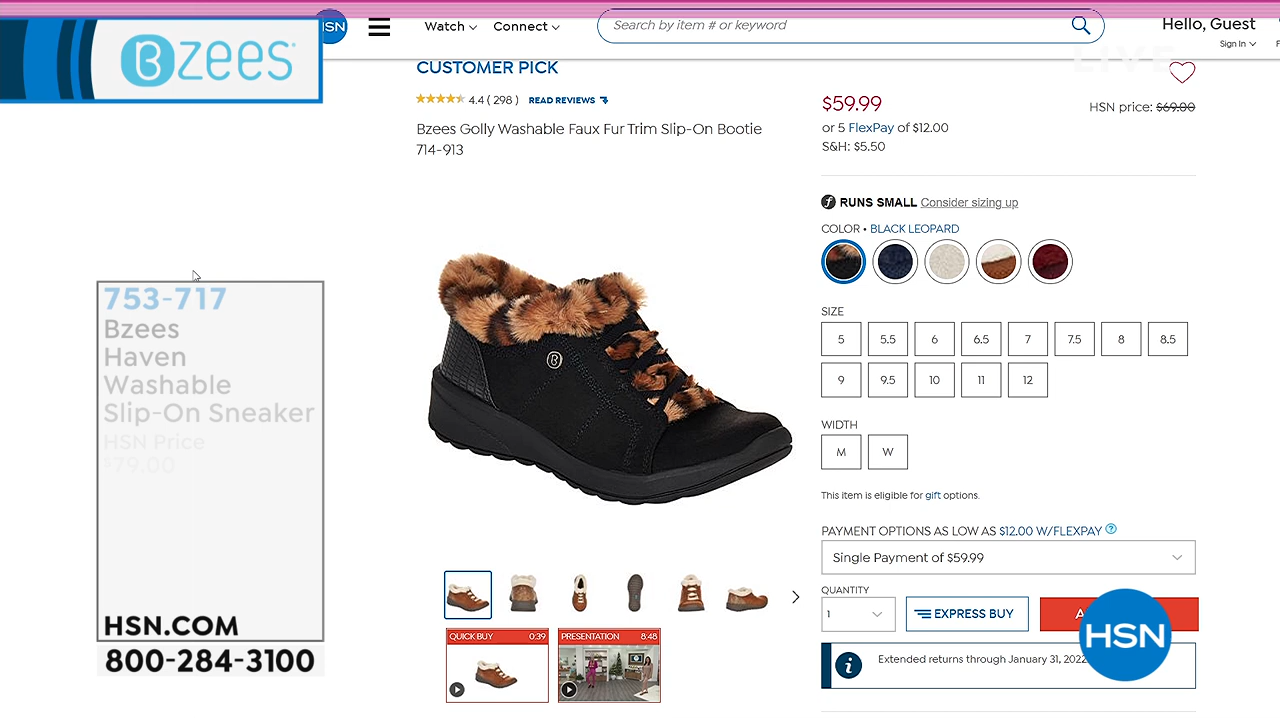 Bzees
HSN
Watch
Connect
Search by item # or keyword
Hello, Guest
Sign In
LIVE
CUSTOMER PICK
4.4 ( 298 ) READ REVIEWS
Bzees Golly Washable Faux Fur Trim Slip-On Bootie
714-913
$59.99
HSN price: $69.00
or 5 FlexPay of $12.00
S&H: $5.50
RUNS SMALL Consider sizing up
COLOR • BLACK LEOPARD
SIZE
5 5.5 6 6.5 7 7.5 8 8.5
9 9.5 10 11 12
WIDTH
M W
This item is eligible for gift options.
PAYMENT OPTIONS AS LOW AS $12.00 W/FLEXPAY ?
Single Payment of $59.99
QUANTITY
1
EXPRESS BUY
HSN
Extended returns through January 31, 2022
753-717
Bzees
Haven
Washable
Slip-On Sneaker
HSN Price
$79.00
HSN.COM
800-284-3100
B
QUICK BUY 0:39
PRESENTATION 8:48